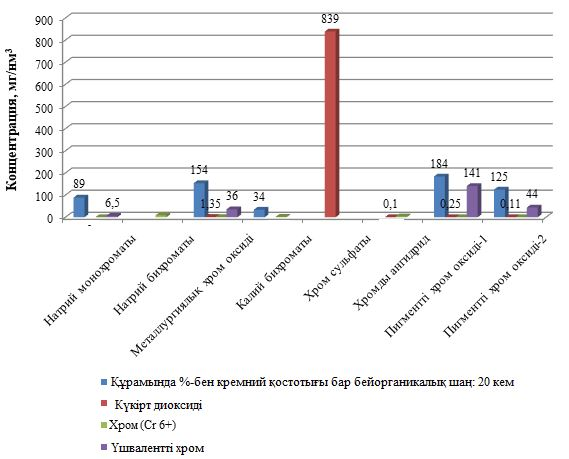 Концентрация, мг/нм³
900
800
700
600
500
400
300
200
100
0
89
6,5
154
1,35
36
34
839
0,1
184
0,25
141
125
0,11
44
-
Натрий монохроматы
Натрий бихроматы
Металлургиялық хром оксиді
Калий бихроматы
Хром сульфаты
Хромды ангидрид
Пигментті хром оксиді-1
Пигментті хром оксиді-2
Құрамында %-бен кремний қостотығы бар бейорганикалық шаң: 20 кем
Күкірт диоксиді
Хром (Cr 6+)
Үшвалентті хром